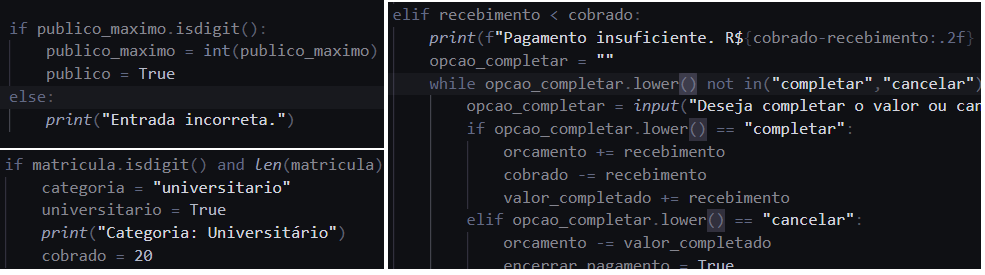 if publico_maximo.isdigit():
    publico_maximo = int(publico_maximo)
    publico = True
else:
    print("Entrada incorreta.")
if matricula.isdigit() and len(matricula)
    categoria = "universitario"
    universitario = True
    print("Categoria: Universitário")
    cobrado = 20
elif recebimento < cobrado:
    print(f"Pagamento insuficiente. R${cobrado-recebimento:.2f}
    opcao_completar = ""
    while opcao_completar.lower() not in("completar","cancelar")
        opcao_completar = input("Deseja completar o valor ou can
        if opcao_completar.lower() == "completar":
            orcamento += recebimento
            cobrado -= recebimento
            valor_completado += recebimento
        elif opcao_completar.lower() == "cancelar":
            orcamento -= valor_completado
            encerrar_pagamento = True